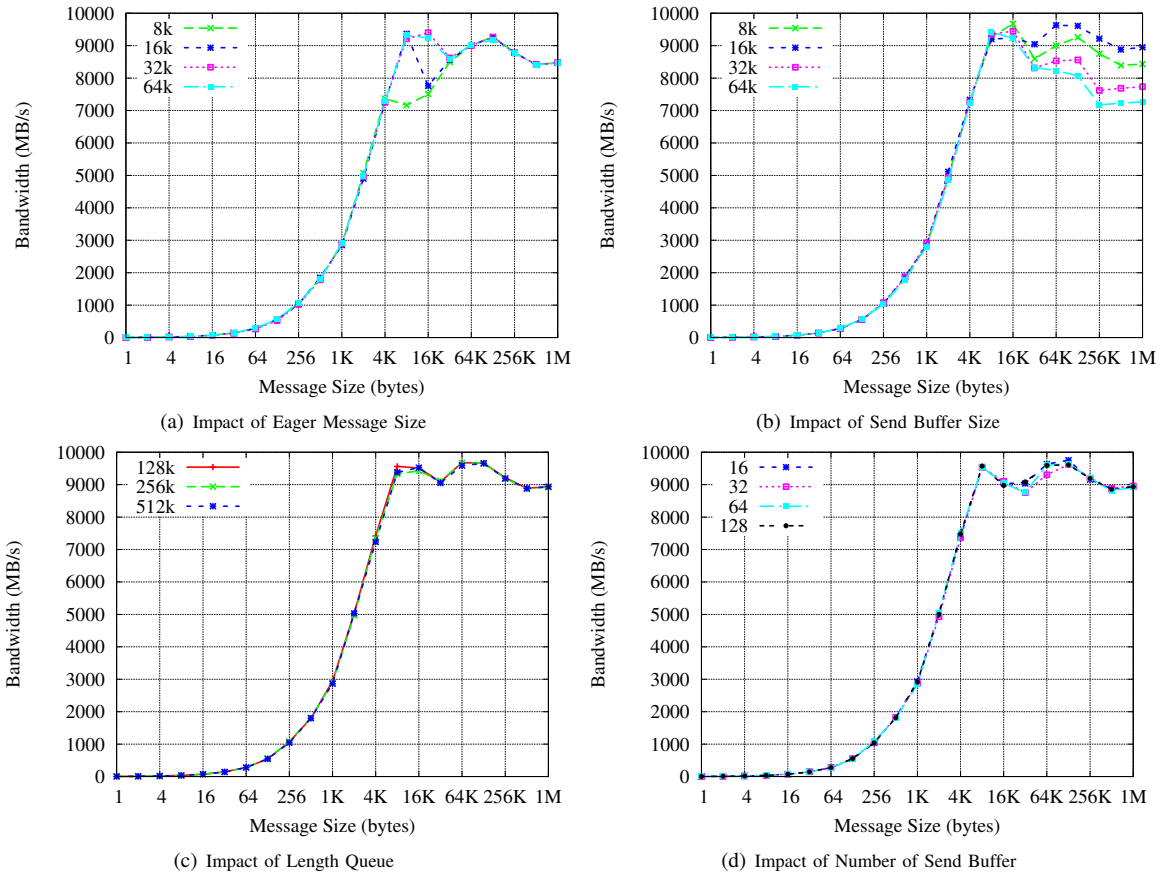 8k
16k
32k
64k
10000
9000
8000
7000
6000
5000
4000
3000
2000
1000
0
Bandwidth (MB/s)
1 4 16 64 256 1K 4K 16K 64K 256K 1M
Message Size (bytes)
(a) Impact of Eager Message Size
8k
16k
32k
64k
10000
9000
8000
7000
6000
5000
4000
3000
2000
1000
0
Bandwidth (MB/s)
1 4 16 64 256 1K 4K 16K 64K 256K 1M
Message Size (bytes)
(b) Impact of Send Buffer Size
128k
256k
512k
10000
9000
8000
7000
6000
5000
4000
3000
2000
1000
0
Bandwidth (MB/s)
1 4 16 64 256 1K 4K 16K 64K 256K 1M
Message Size (bytes)
(c) Impact of Length Queue
16
32
64
128
10000
9000
8000
7000
6000
5000
4000
3000
2000
1000
0
Bandwidth (MB/s)
1 4 16 64 256 1K 4K 16K 64K 256K 1M
Message Size (bytes)
(d) Impact of Number of Send Buffer